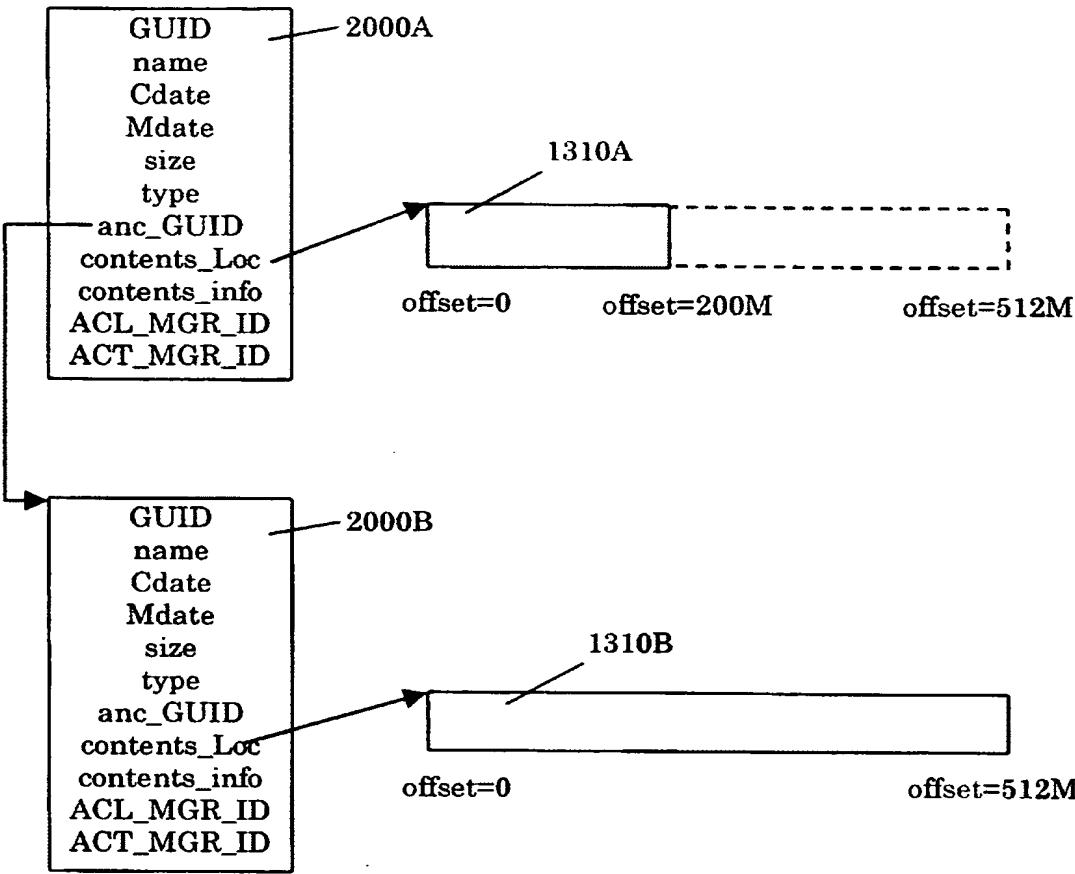 GUID
2000A
name
Cdate
Mdate
size
type
anc_GUID
contents_Loc
contents_info
ACL_MGR_ID
ACT_MGR_ID
1310A
offset=0
offset=200M
offset=512M
GUID
2000B
name
Cdate
Mdate
size
type
anc_GUID
contents_Loc
contents_info
ACL_MGR_ID
ACT_MGR_ID
1310B
offset=0
offset=512M